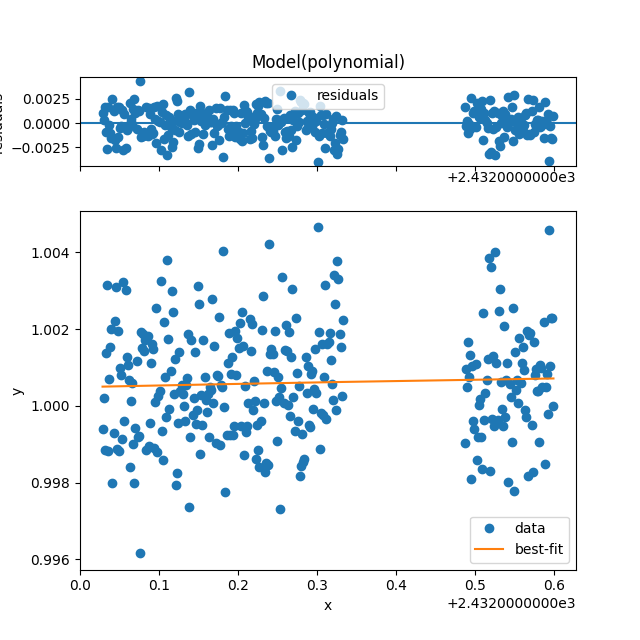 Model(polynomial)
0.0025
0.0000
−0.0025
residuals
+2.4320000000e3
1.004
1.002
1.000
0.998
0.996
y
data
best-fit
0.0
0.1
0.2
0.3
0.4
0.5
0.6
x
+2.4320000000e3